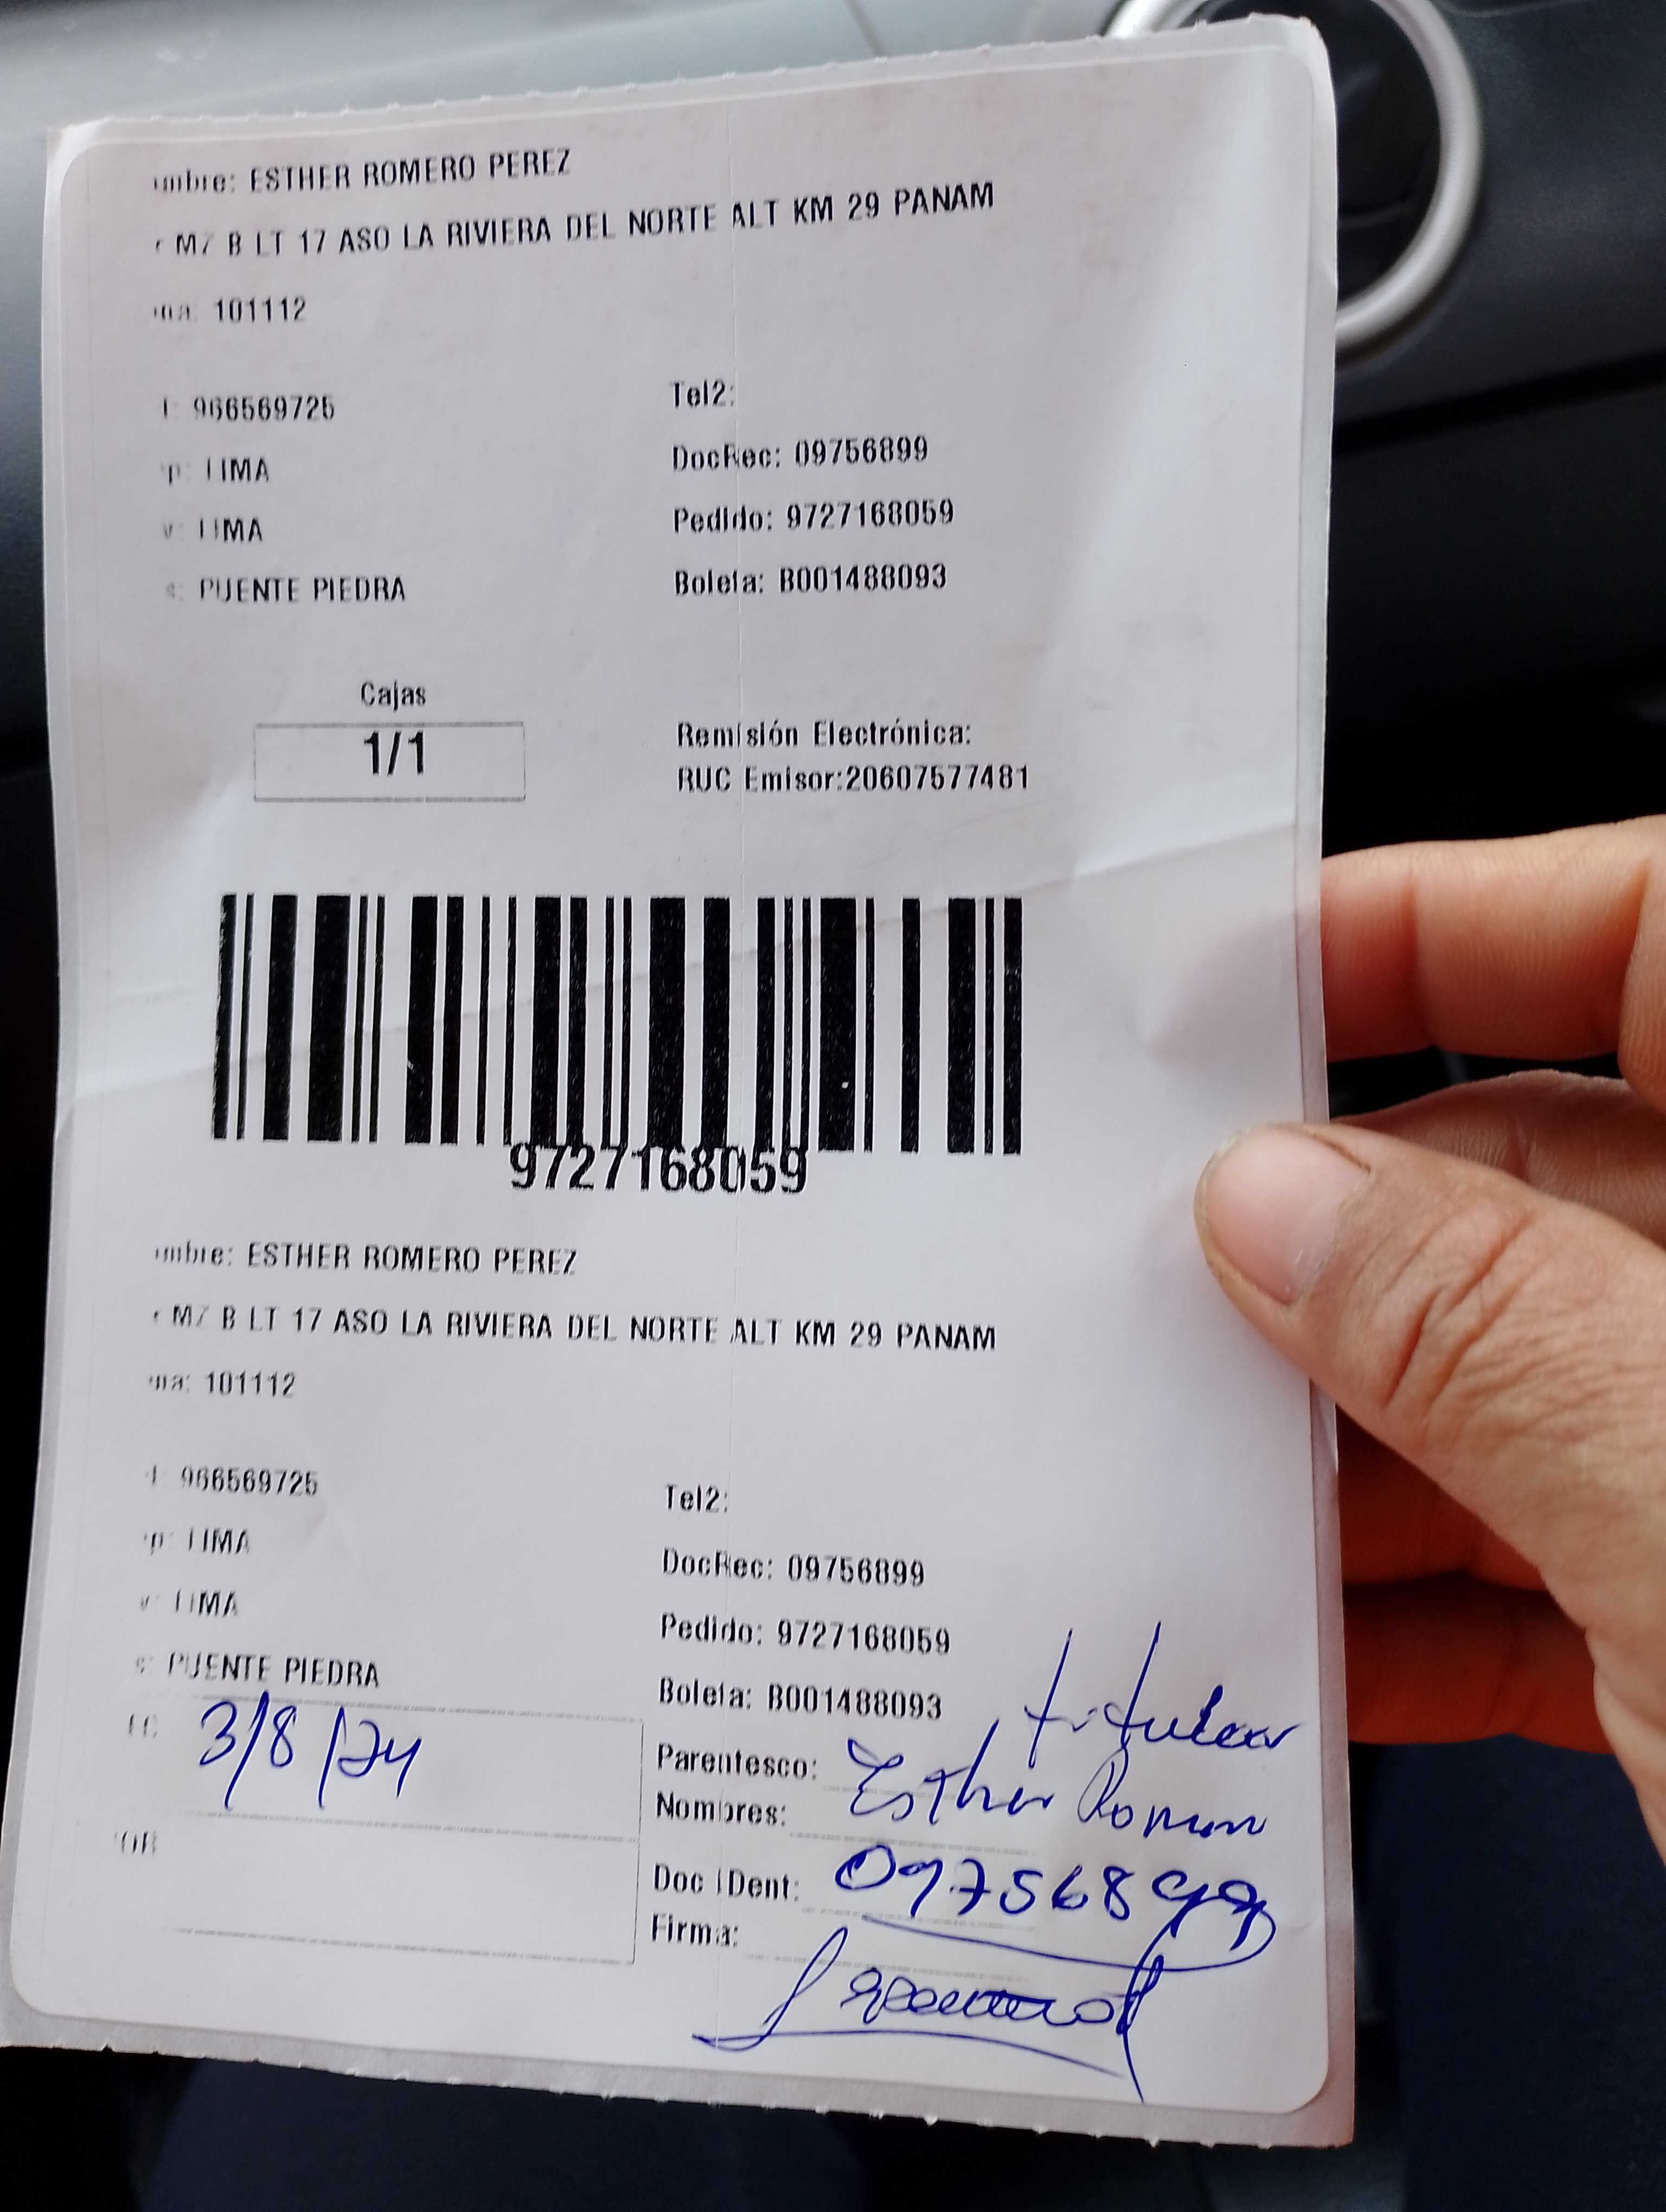 mbre: ESTHER ROMERO PEREZ
r MZ B LT 17 ASO LA RIVIERA DEL NORTE ALT KM 29 PANAM
na: 101112
l: 966569725 Tel2:
p: LIMA DocRec: 09756899
v: LIMA Pedido: 9727168059
s: PUENTE PIEDRA Boleta: B001488093
Cajas
1/1
Remisión Electrónica:
RUC Emisor:20607577481
9727168059
mbre: ESTHER ROMERO PEREZ
r MZ B LT 17 ASO LA RIVIERA DEL NORTE ALT KM 29 PANAM
na: 101112
l: 966569725 Tel2:
p: LIMA DocRec: 09756899
v: LIMA Pedido: 9727168059
s: PUENTE PIEDRA Boleta: B001488093
3/8/24
Parentesco: titular
Nombres: Esther Romero
Doc IDent: 09756899
Firma: